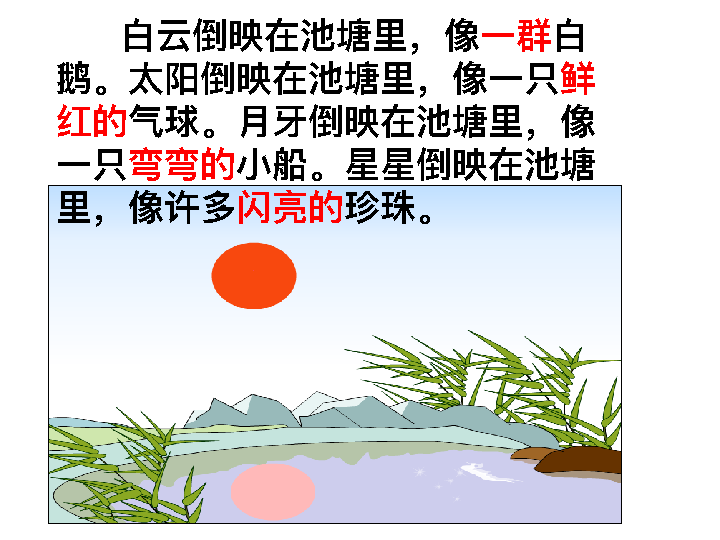 白云倒映在池塘里，像一群白
鹅。太阳倒映在池塘里，像一只鲜
红的气球。月牙倒映在池塘里，像
一只弯弯的小船。星星倒映在池塘
里，像许多闪亮的珍珠。